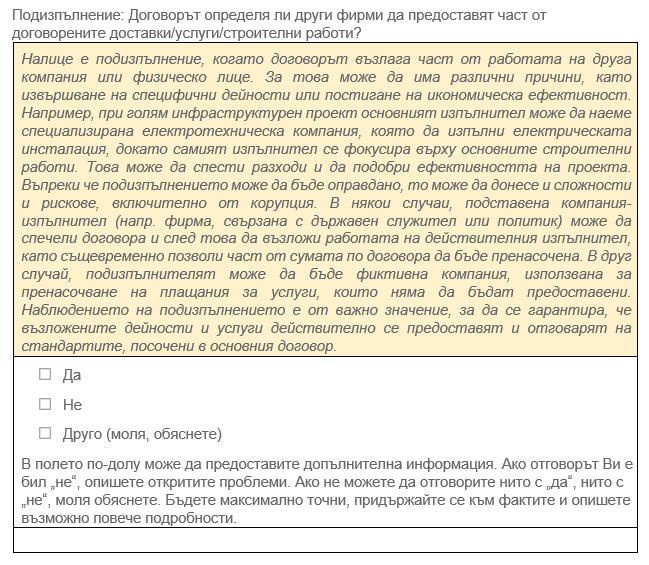 Подизпълнение: Договорът определя ли други фирми да предоставят част от
договорените доставки/услуги/строителни работи?
Налице е подизпълнение, когато договорът възлага част от работата на друга
компания или физическо лице. За това може да има различни причини, като
извършване на специфични дейности или постигане на икономическа ефективност.
Например, при голям инфраструктурен проект основният изпълнител може да наеме
специализирана електротехническа компания, която да изпълни електрическата
инсталация, докато самият изпълнител се фокусира върху основните строителни
работи. Това може да спести разходи и да подобри ефективността на проекта.
Въпреки че подизпълнението може да бъде оправдано, то може да донесе и сложности
и рискове, включително от корупция. В някои случаи, подставена компания-
изпълнител (напр. фирма, свързана с държавен служител или политик) може да
спечели договора и след това да възложи работата на действителния изпълнител,
като същевременно позволи част от сумата по договора да бъде пренасочена. В друг
случай, подизпълнителят може да бъде фиктивна компания, използвана за
пренасочване на плащания за услуги, които няма да бъдат предоставени.
Наблюдението на подизпълнението е от важно значение, за да се гарантира, че
възложените дейности и услуги действително се предоставят и отговарят на
стандартите, посочени в основния договор.
☐ Да
☐ Не
☐ Друго (моля, обяснете)
В полето по-долу може да предоставите допълнителна информация. Ако отговорът Ви е
бил „не“, опишете откритите проблеми. Ако не можете да отговорите нито с „да“, нито с
„не“, моля обяснете. Бъдете максимално точни, придържайте се към фактите и опишете
възможно повече подробности.